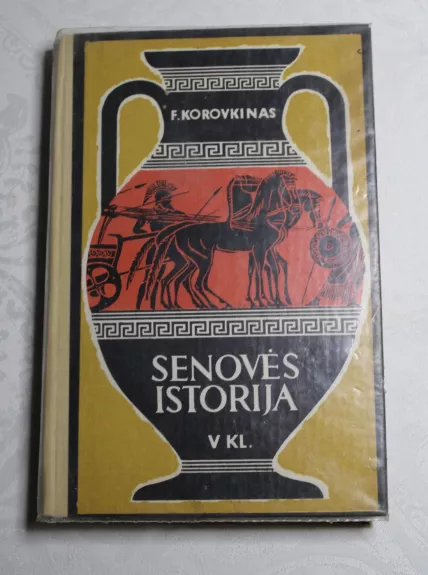 F. KOROVKINAS
SENOVĖS
ISTORIJA
V KL.